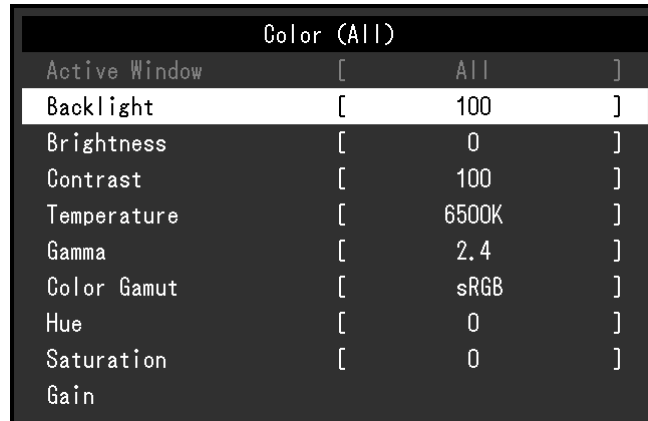 Color (All)
Active Window [ All ]
Backlight [ 100 ]
Brightness [ 0 ]
Contrast [ 100 ]
Temperature [ 6500K ]
Gamma [ 2.4 ]
Color Gamut [ sRGB ]
Hue [ 0 ]
Saturation [ 0 ]
Gain